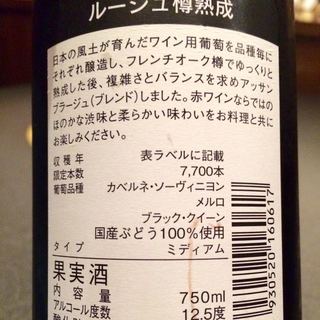 ルージュ樽熟成
日本の風土が育んだワイン用葡萄を品種毎に
それぞれ醸造し、フレンチオーク樽でゆっくりと
熟成した後、複雑さとバランスを求めアッサン
ブラージュ（ブレンド）しました。赤ワインならではの
ほのかな渋味と柔らかい味わいをお料理と共に
お楽しみください。
収穫年 表ラベルに記載
限定本数 7,700本
葡萄品種 カベルネ・ソーヴィニヨン
メルロ
ブラック・クイーン
国産ぶどう100%使用
タイプ ミディアム
果実酒
内容量 750ml
アルコール度数 12.5度
930520160617